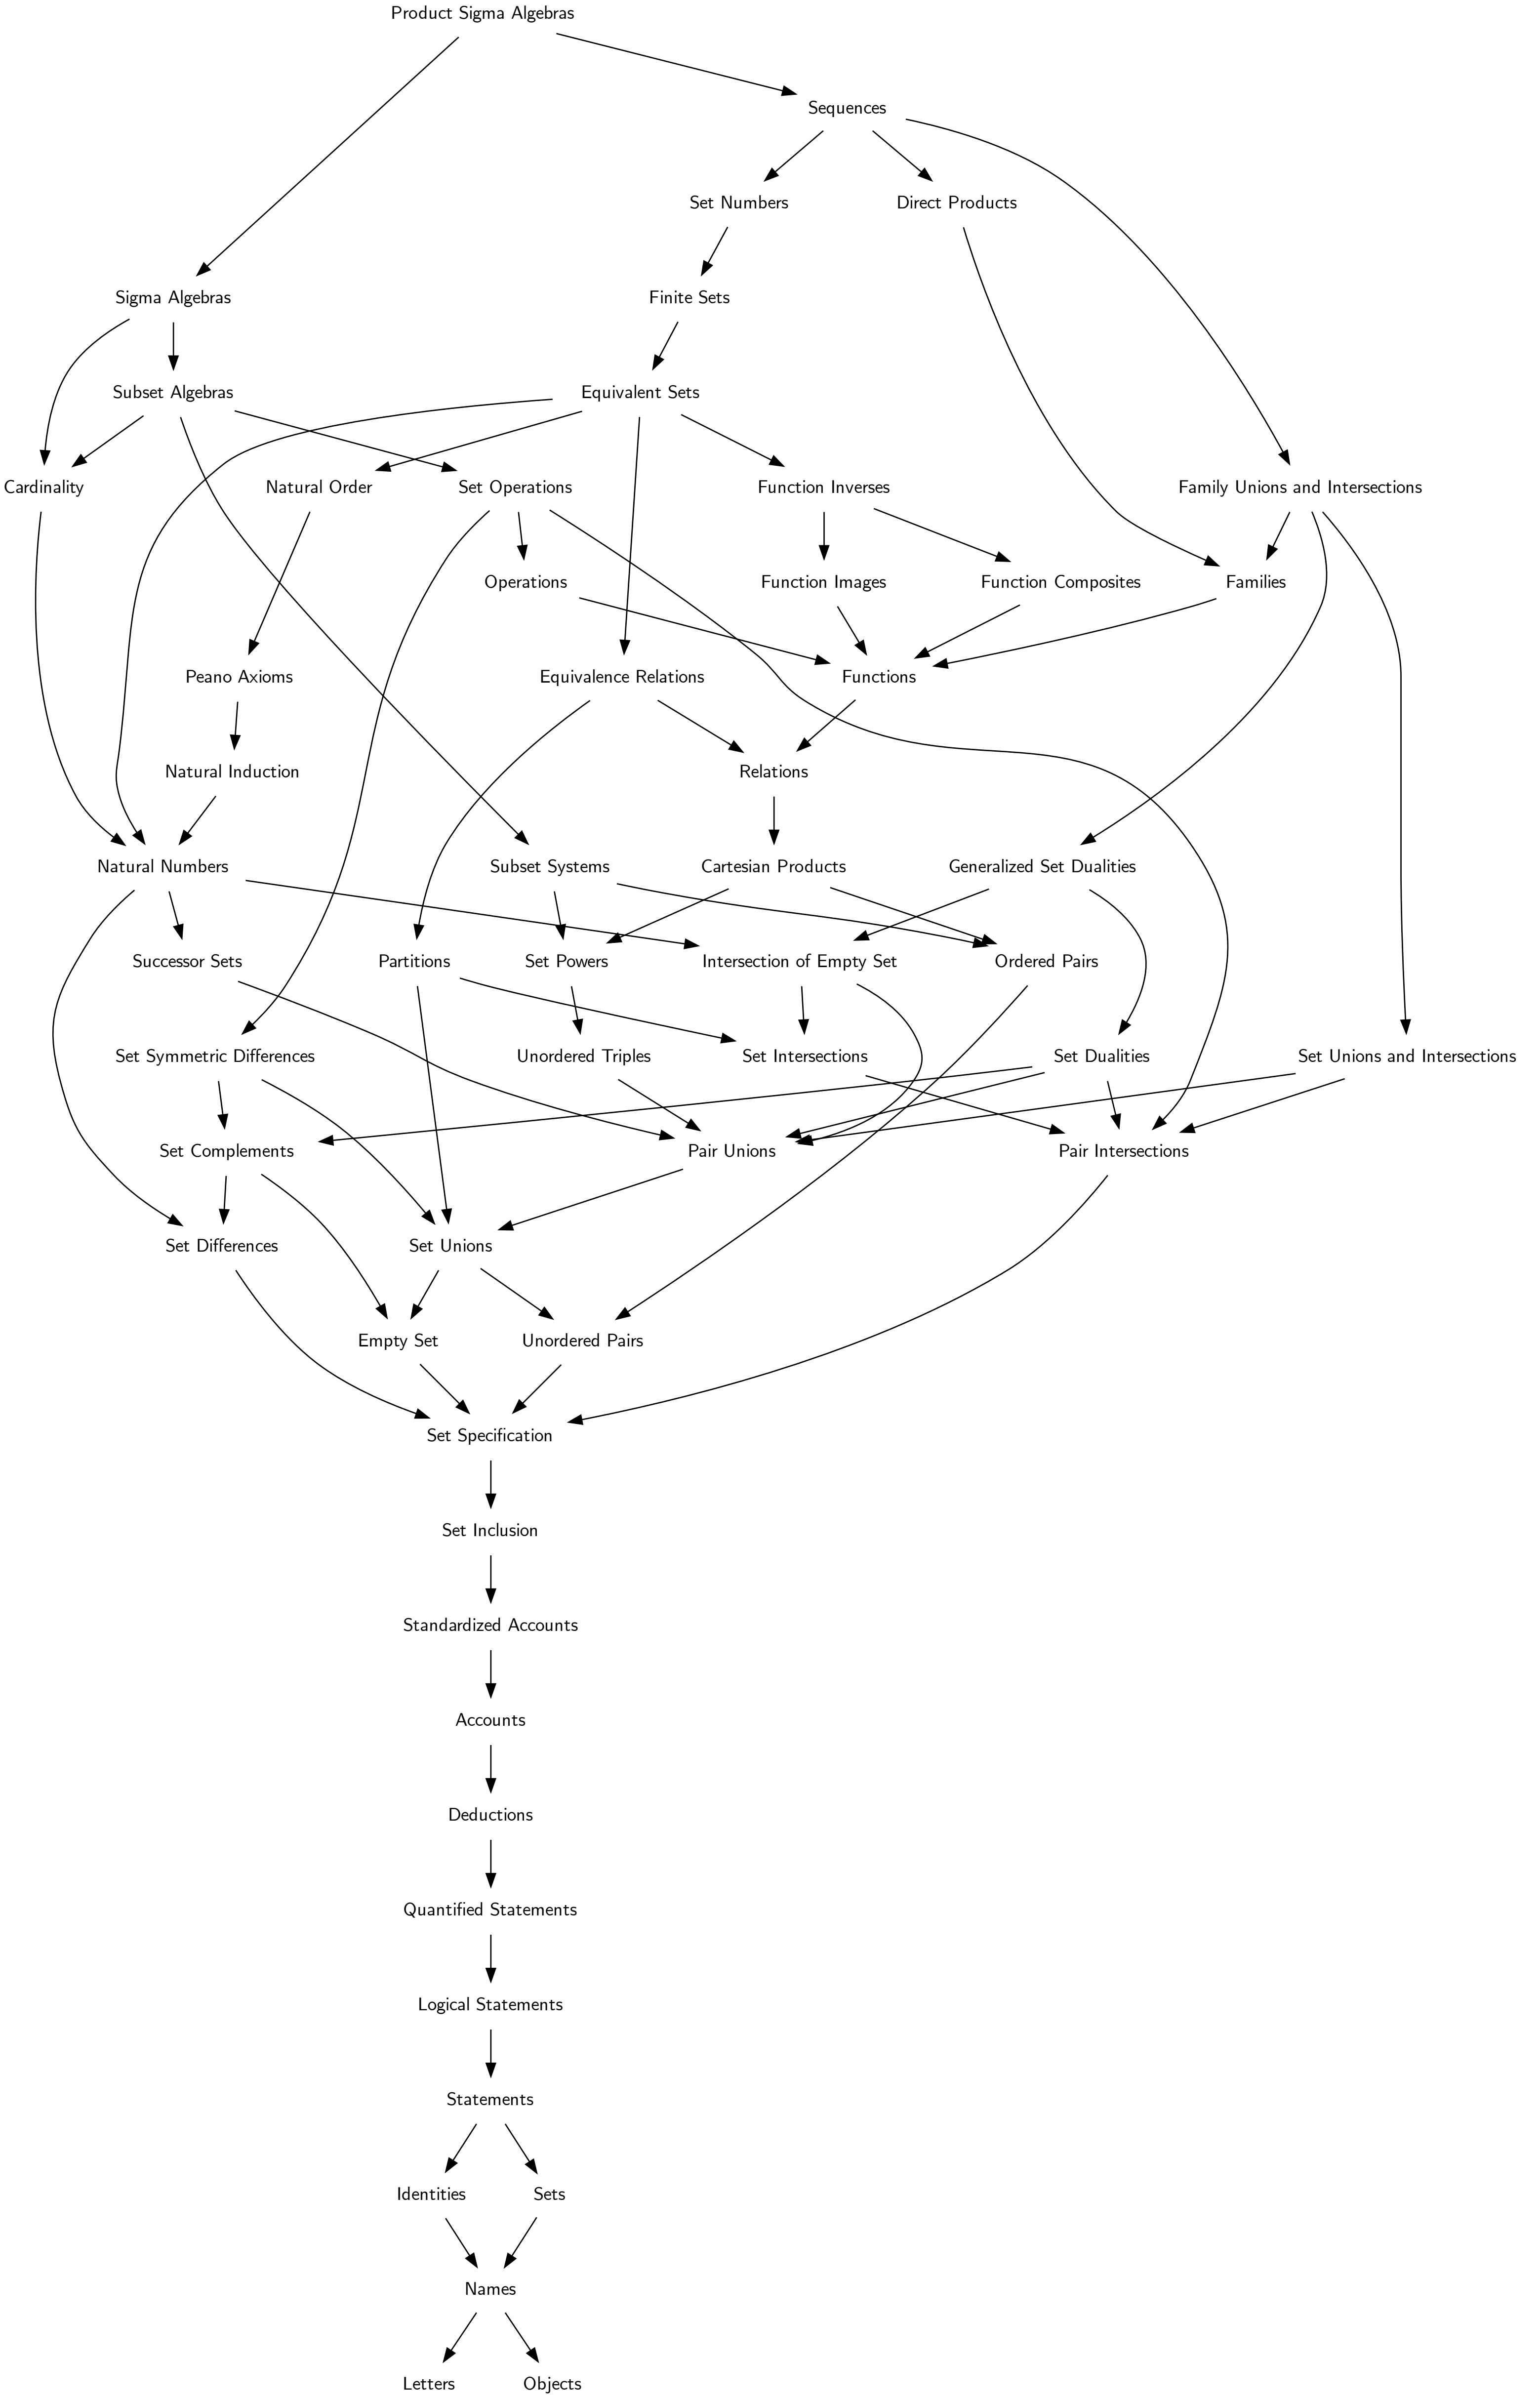 Product Sigma Algebras
Sequences
Set Numbers
Direct Products
Sigma Algebras
Finite Sets
Subset Algebras
Equivalent Sets
Cardinality
Natural Order
Set Operations
Function Inverses
Family Unions and Intersections
Operations
Function Images
Function Composites
Families
Peano Axioms
Equivalence Relations
Functions
Natural Induction
Relations
Natural Numbers
Subset Systems
Cartesian Products
Generalized Set Dualities
Successor Sets
Partitions
Set Powers
Intersection of Empty Set
Ordered Pairs
Set Symmetric Differences
Unordered Triples
Set Intersections
Set Dualities
Set Unions and Intersections
Set Complements
Pair Unions
Pair Intersections
Set Differences
Set Unions
Empty Set
Unordered Pairs
Set Specification
Set Inclusion
Standardized Accounts
Accounts
Deductions
Quantified Statements
Logical Statements
Statements
Identities
Sets
Names
Letters
Objects